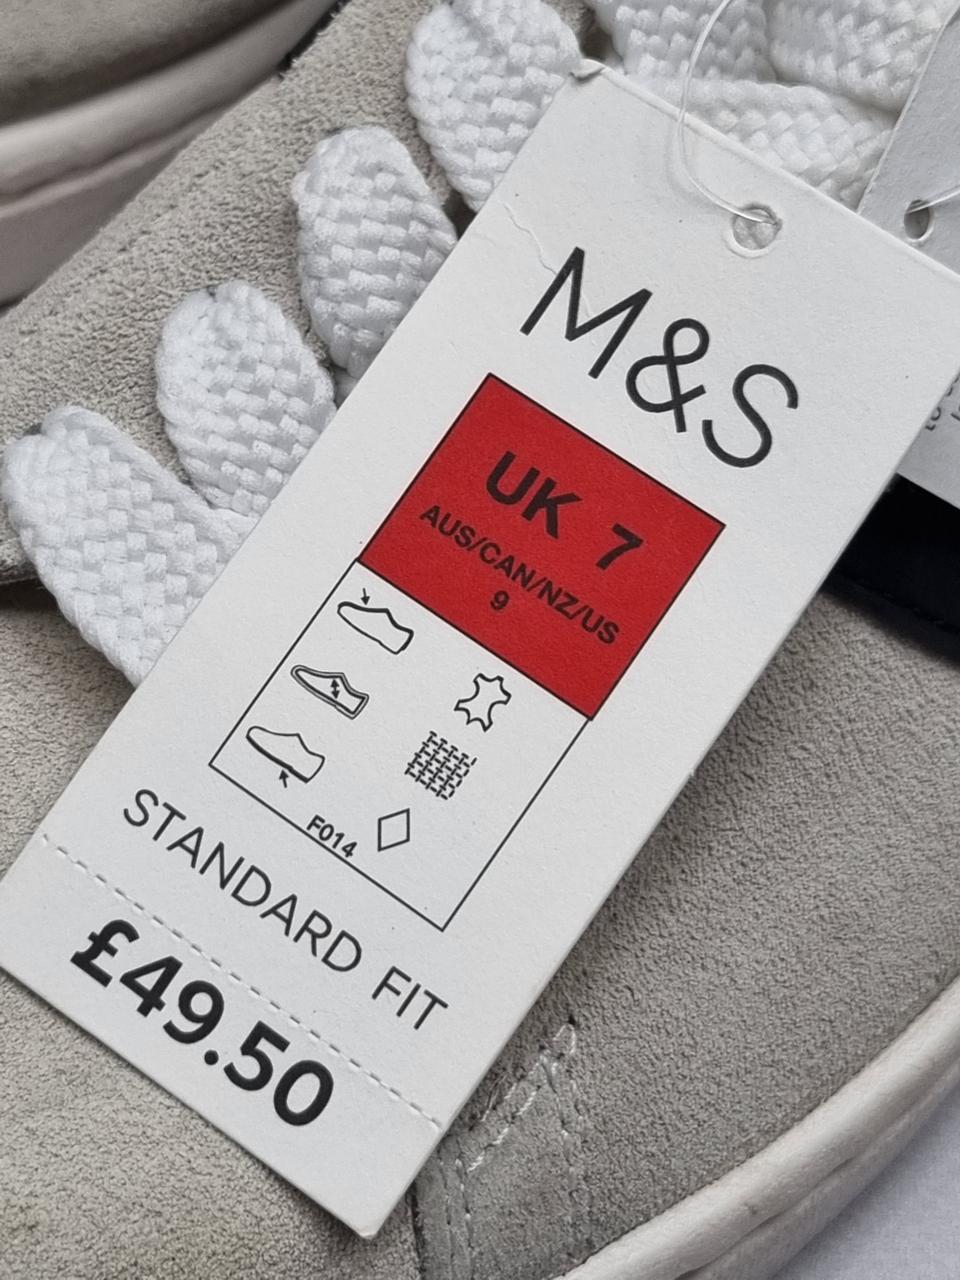 M&S
UK 7
AUS/CAN/NZ/US
9
F014
STANDARD FIT
£49.50